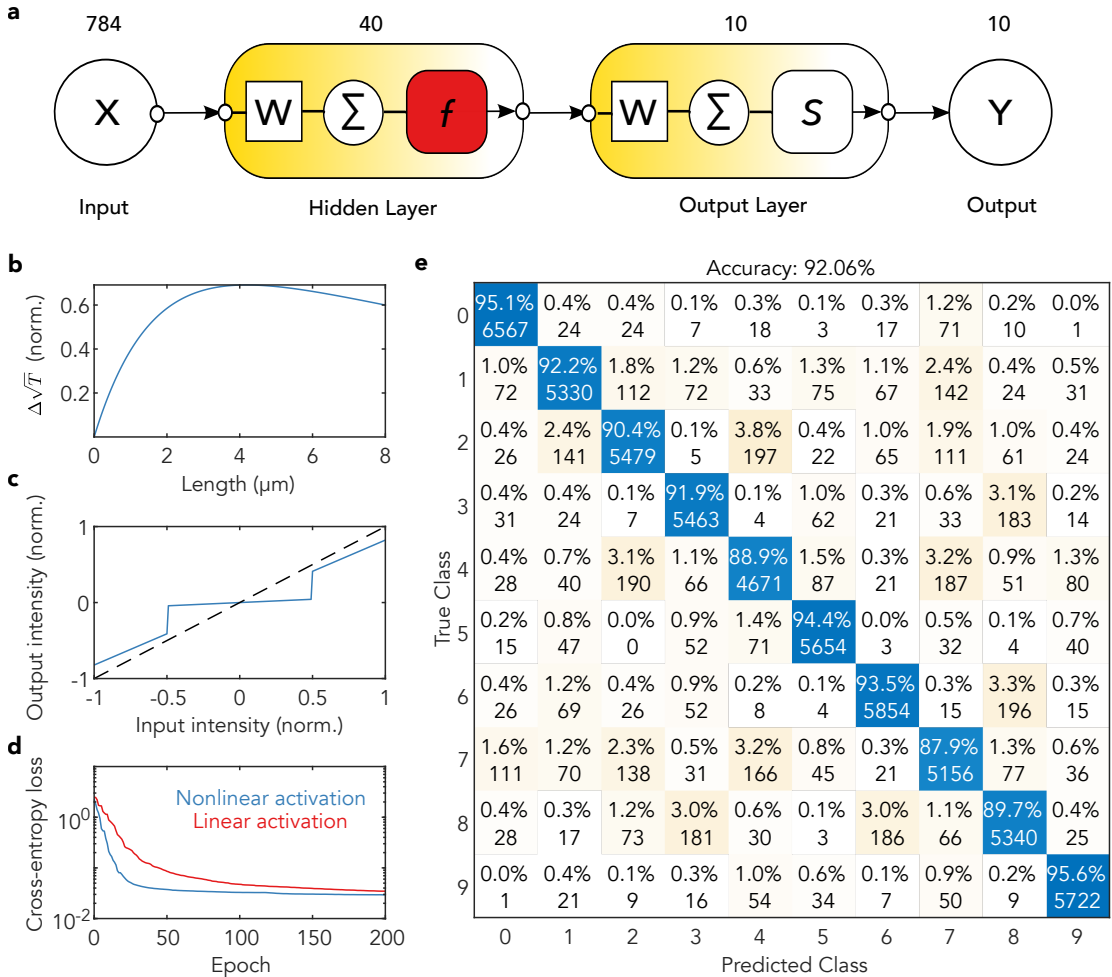 a
784 40 10 10
X W Σ f W Σ S Y
Input Hidden Layer Output Layer Output
b
Δ√T (norm.)
0.6
0.4
0.2
0 2 4 6 8
Length (μm)
c
Output intensity (norm.)
1
0
-1
-1 -0.5 0 0.5 1
Input intensity (norm.)
d
Cross-entropy loss
10⁰
10⁻²
Nonlinear activation
Linear activation
0 50 100 150 200
Epoch
e
Accuracy: 92.06%
True Class
0 95.1% 0.4% 0.4% 0.1% 0.3% 0.1% 0.3% 1.2% 0.2% 0.0%
6567 24 24 7 18 3 17 71 10 1
1 1.0% 92.2% 1.8% 1.2% 0.6% 1.3% 1.1% 2.4% 0.4% 0.5%
72 5330 112 72 33 75 67 142 24 31
2 0.4% 2.4% 90.4% 0.1% 3.8% 0.4% 1.0% 1.9% 1.0% 0.4%
26 141 5479 5 197 22 65 111 61 24
3 0.4% 0.4% 0.1% 91.9% 0.1% 1.0% 0.3% 0.6% 3.1% 0.2%
31 24 7 5463 4 62 21 33 183 14
4 0.4% 0.7% 3.1% 1.1% 88.9% 1.5% 0.3% 3.2% 0.9% 1.3%
28 40 190 66 4671 87 21 187 51 80
5 0.2% 0.8% 0.0% 0.9% 1.4% 94.4% 0.0% 0.5% 0.1% 0.7%
15 47 0 52 71 5654 3 32 4 40
6 0.4% 1.2% 0.4% 0.9% 0.2% 0.1% 93.5% 0.3% 3.3% 0.3%
26 69 26 52 8 4 5854 15 196 15
7 1.6% 1.2% 2.3% 0.5% 3.2% 0.8% 0.3% 87.9% 1.3% 0.6%
111 70 138 31 166 45 21 5156 77 36
8 0.4% 0.3% 1.2% 3.0% 0.6% 0.1% 3.0% 1.1% 89.7% 0.4%
28 17 73 181 30 3 186 66 5340 25
9 0.0% 0.4% 0.1% 0.3% 1.0% 0.6% 0.1% 0.9% 0.2% 95.6%
1 21 9 16 54 34 7 50 9 5722
0 1 2 3 4 5 6 7 8 9
Predicted Class